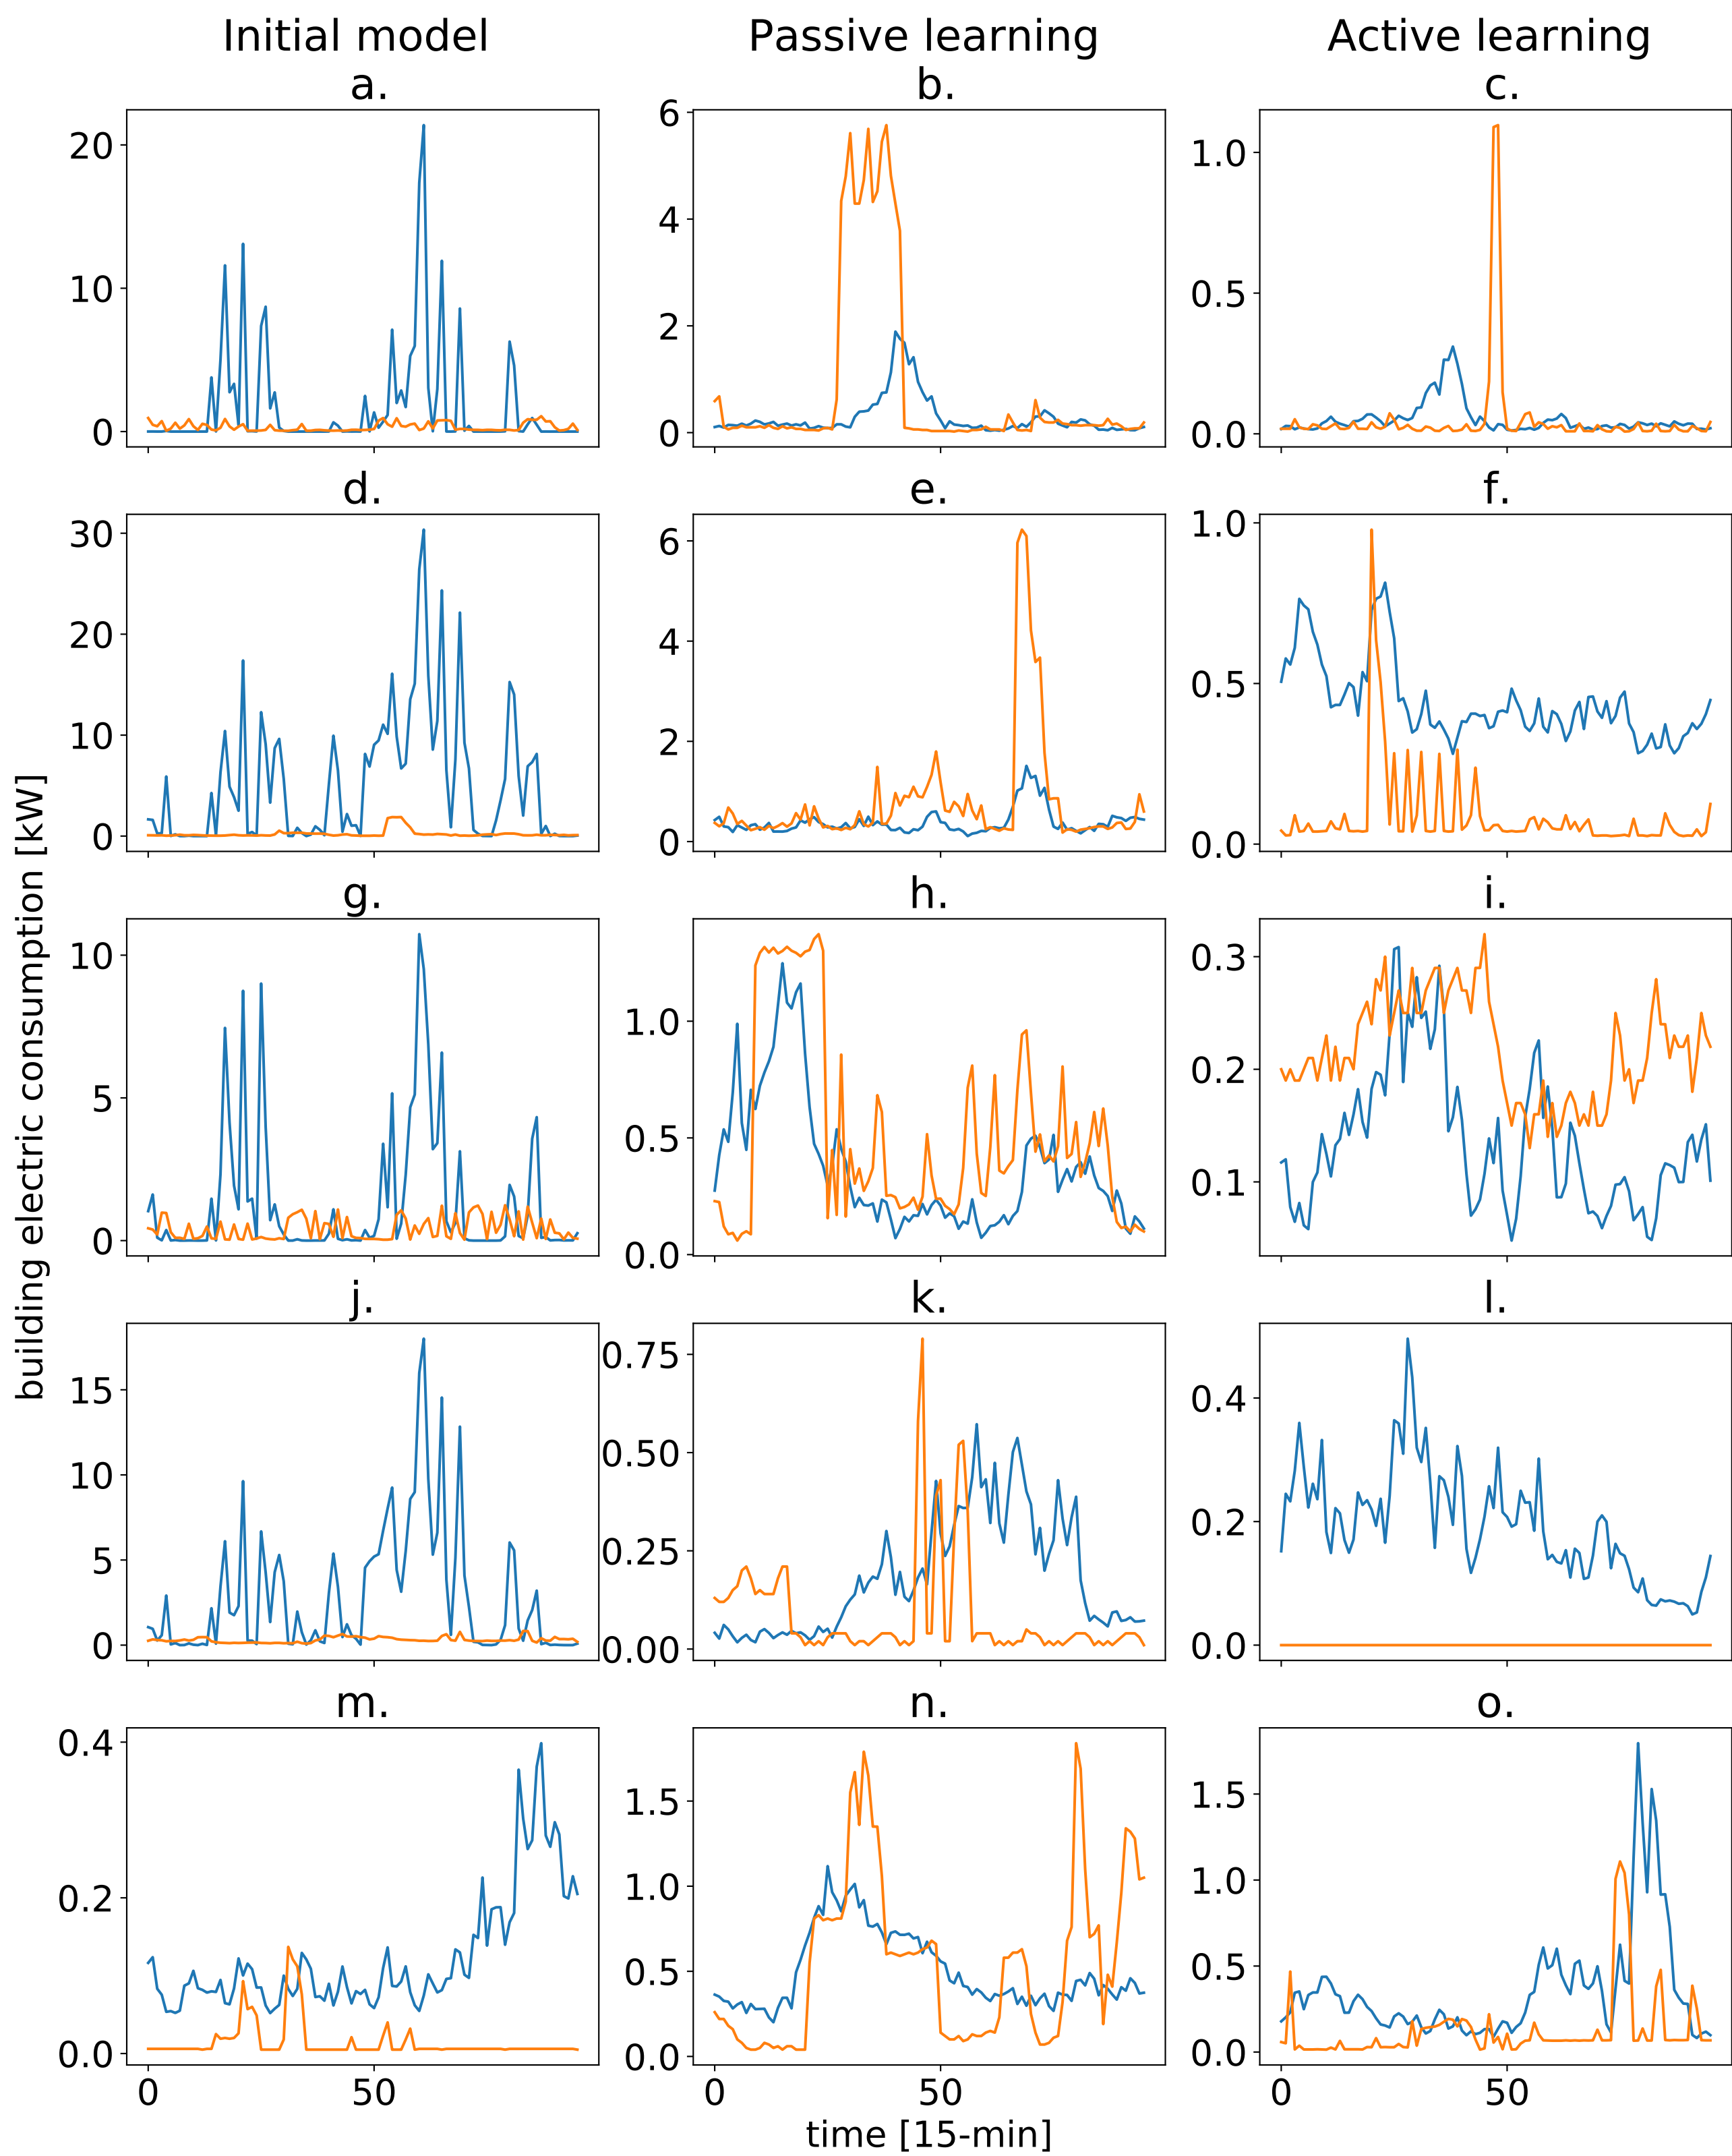 Initial model Passive learning Active learning
a. b. c.
20 6 1.0
10 4 0.5
0 2 0.0
0
d. e. f.
30 6 1.0
20 4 0.5
10 2 0.0
0 0
g. h. i.
10 1.0 0.3
5 0.5 0.2
0 0.0 0.1
j. k. l.
15 0.75 0.4
10 0.50 0.2
5 0.25 0.0
0 0.00
m. n. o.
0.4 1.5 1.5
0.2 1.0 1.0
0.0 0.5 0.5
0.0 0.0
0 50 0 50 0 50
building electric consumption [kW]
time [15-min]